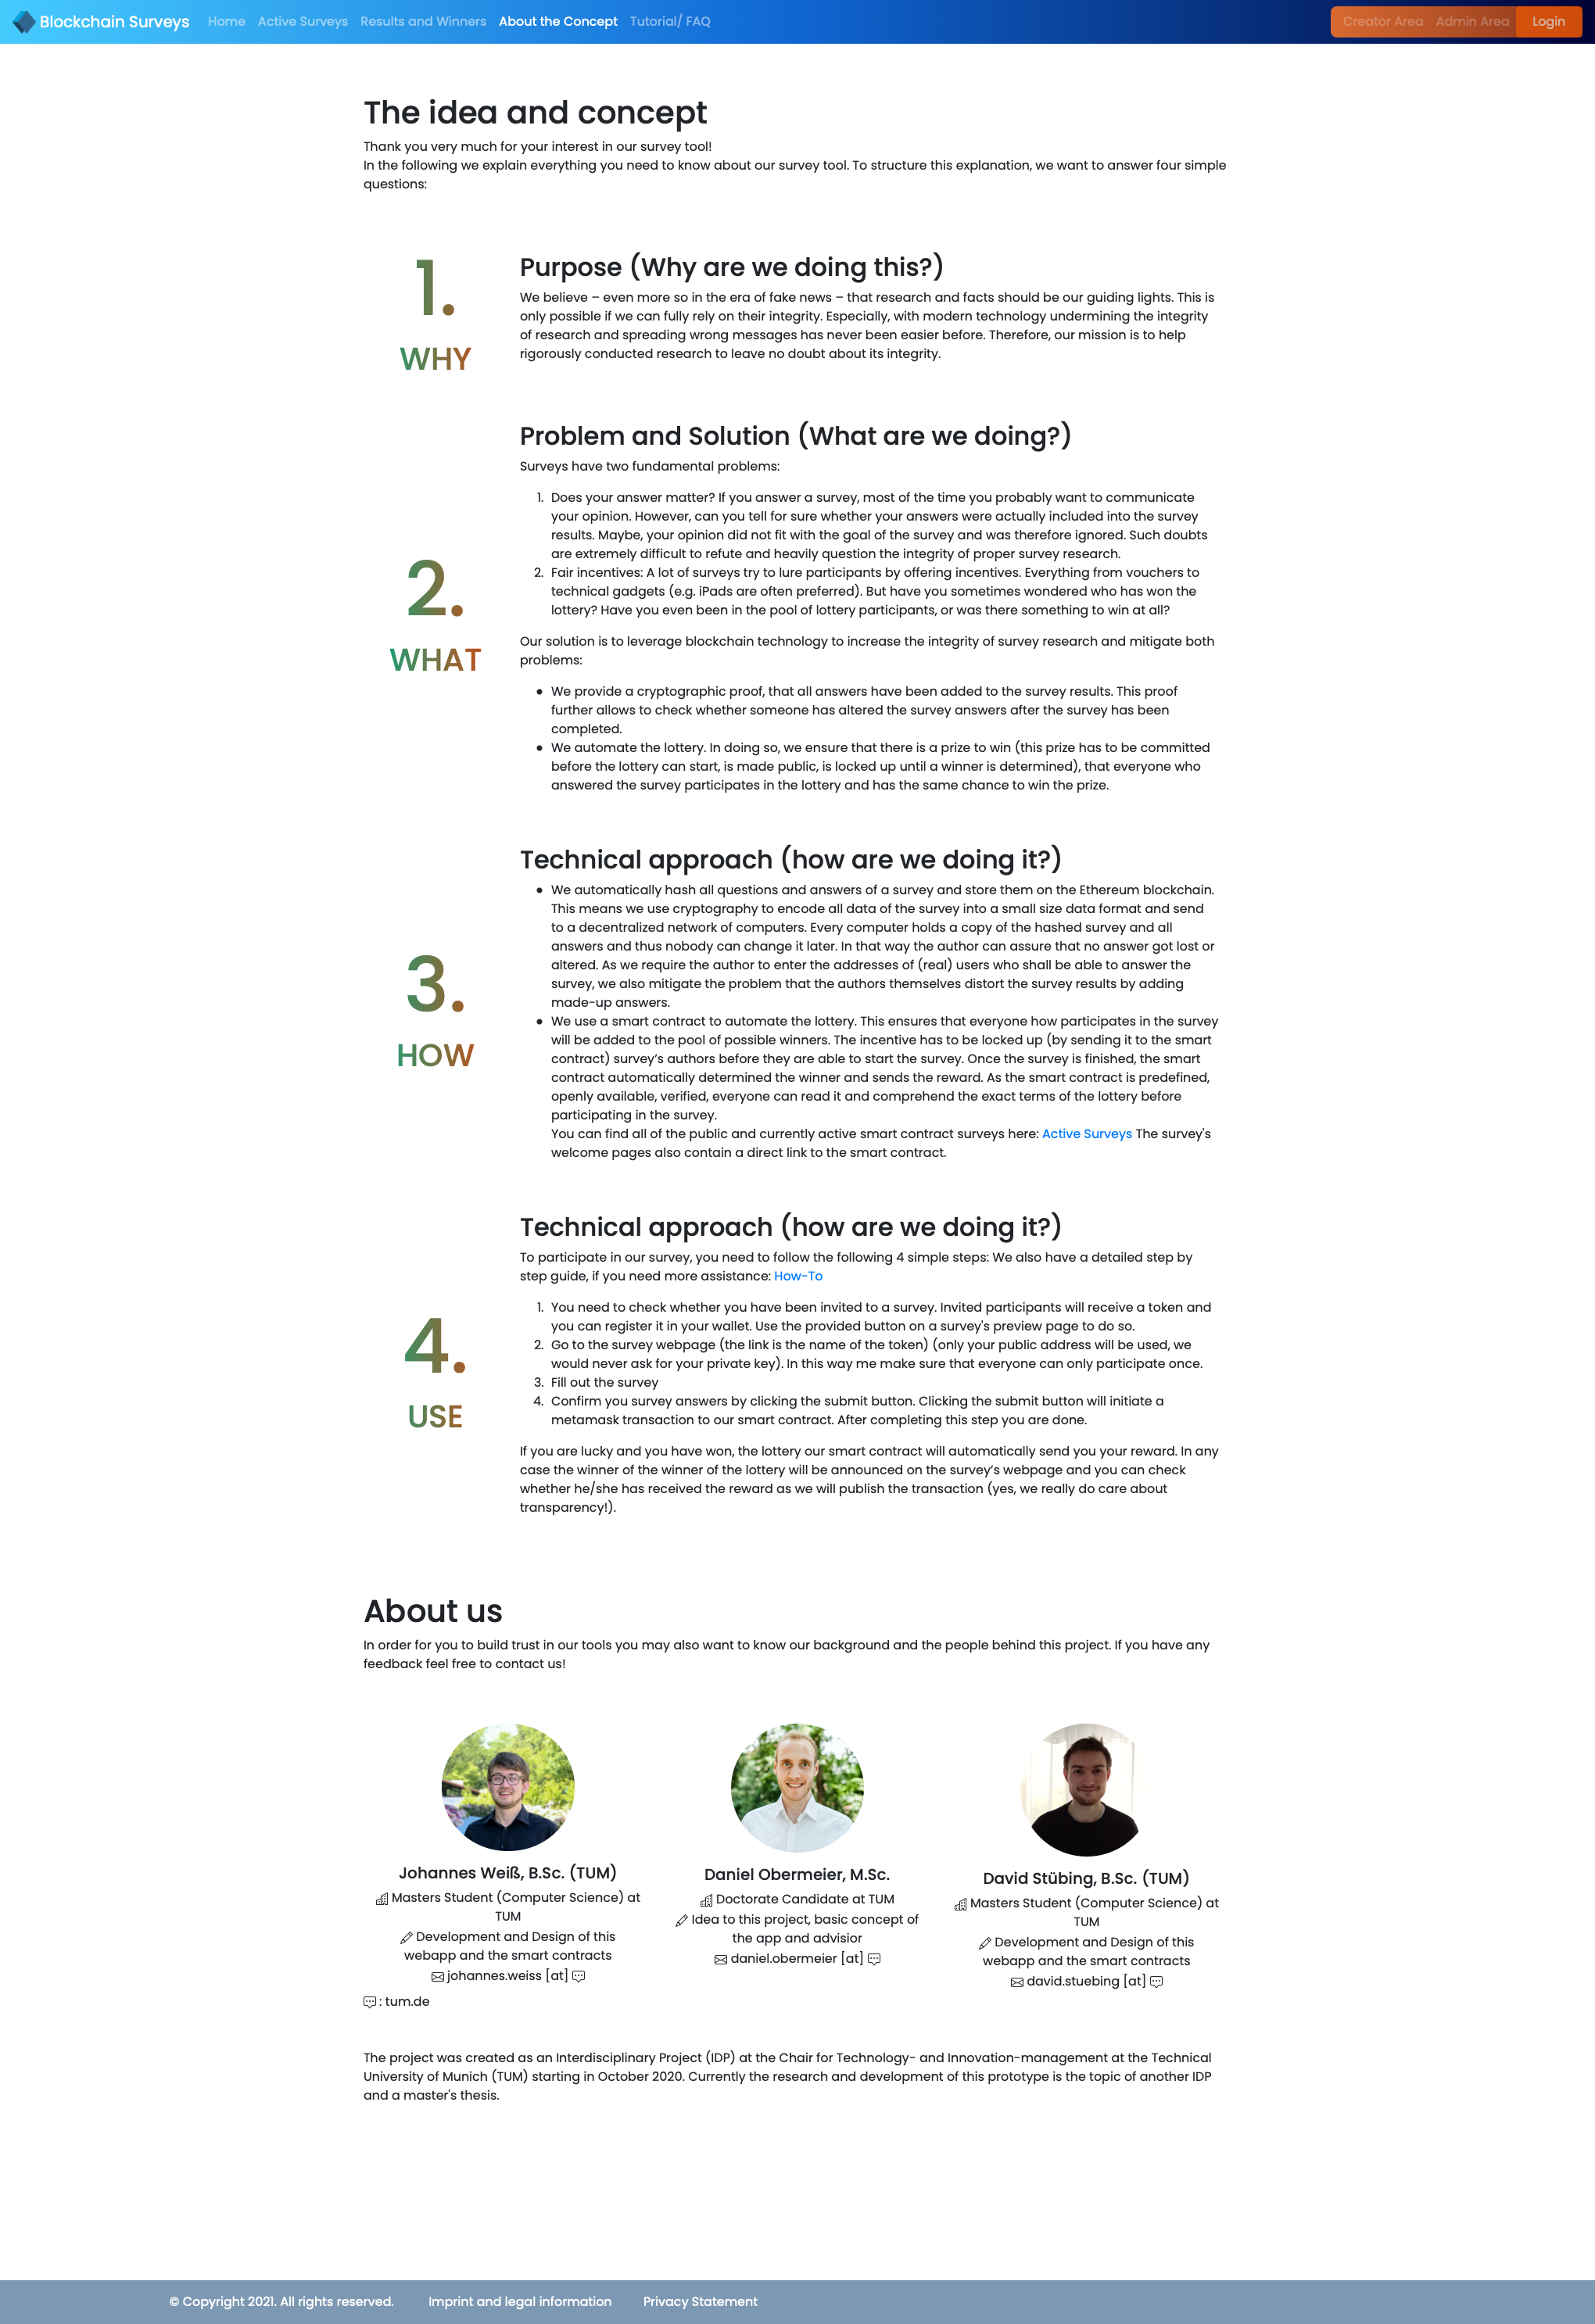 Blockchain Surveys Home Active Surveys Results and Winners About the Concept Tutorial/ FAQ Creator Area Admin Area Login
The idea and concept
Thank you very much for your interest in our survey tool!
In the following we explain everything you need to know about our survey tool. To structure this explanation, we want to answer four simple
questions:
1.
WHY
Purpose (Why are we doing this?)
We believe – even more so in the era of fake news – that research and facts should be our guiding lights. This is
only possible if we can fully rely on their integrity. Especially, with modern technology undermining the integrity
of research and spreading wrong messages has never been easier before. Therefore, our mission is to help
rigorously conducted research to leave no doubt about its integrity.
2.
WHAT
Problem and Solution (What are we doing?)
Surveys have two fundamental problems:
1. Does your answer matter? If you answer a survey, most of the time you probably want to communicate
your opinion. However, can you tell for sure whether your answers were actually included into the survey
results. Maybe, your opinion did not fit with the goal of the survey and was therefore ignored. Such doubts
are extremely difficult to refute and heavily question the integrity of proper survey research.
2. Fair incentives: A lot of surveys try to lure participants by offering incentives. Everything from vouchers to
technical gadgets (e.g. iPads are often preferred). But have you sometimes wondered who has won the
lottery? Have you even been in the pool of lottery participants, or was there something to win at all?
Our solution is to leverage blockchain technology to increase the integrity of survey research and mitigate both
problems:
• We provide a cryptographic proof, that all answers have been added to the survey results. This proof
further allows to check whether someone has altered the survey answers after the survey has been
completed.
• We automate the lottery. In doing so, we ensure that there is a prize to win (this prize has to be committed
before the lottery can start, is made public, is locked up until a winner is determined), that everyone who
answered the survey participates in the lottery and has the same chance to win the prize.
3.
HOW
Technical approach (how are we doing it?)
• We automatically hash all questions and answers of a survey and store them on the Ethereum blockchain.
This means we use cryptography to encode all data of the survey into a small size data format and send
to a decentralized network of computers. Every computer holds a copy of the hashed survey and all
answers and thus nobody can change it later. In that way the author can assure that no answer got lost or
altered. As we require the author to enter the addresses of (real) users who shall be able to answer the
survey, we also mitigate the problem that the authors themselves distort the survey results by adding
made-up answers.
• We use a smart contract to automate the lottery. This ensures that everyone how participates in the survey
will be added to the pool of possible winners. The incentive has to be locked up (by sending it to the smart
contract) survey’s authors before they are able to start the survey. Once the survey is finished, the smart
contract automatically determined the winner and sends the reward. As the smart contract is predefined,
openly available, verified, everyone can read it and comprehend the exact terms of the lottery before
participating in the survey.
You can find all of the public and currently active smart contract surveys here: Active Surveys The survey's
welcome pages also contain a direct link to the smart contract.
4.
USE
Technical approach (how are we doing it?)
To participate in our survey, you need to follow the following 4 simple steps: We also have a detailed step by
step guide, if you need more assistance: How-To
1. You need to check whether you have been invited to a survey. Invited participants will receive a token and
you can register it in your wallet. Use the provided button on a survey's preview page to do so.
2. Go to the survey webpage (the link is the name of the token) (only your public address will be used, we
would never ask for your private key). In this way me make sure that everyone can only participate once.
3. Fill out the survey
4. Confirm you survey answers by clicking the submit button. Clicking the submit button will initiate a
metamask transaction to our smart contract. After completing this step you are done.
If you are lucky and you have won, the lottery our smart contract will automatically send you your reward. In any
case the winner of the winner of the lottery will be announced on the survey’s webpage and you can check
whether he/she has received the reward as we will publish the transaction (yes, we really do care about
transparency!).
About us
In order for you to build trust in our tools you may also want to know our background and the people behind this project. If you have any
feedback feel free to contact us!
Johannes Weiß, B.Sc. (TUM)
Masters Student (Computer Science) at
TUM
Development and Design of this
webapp and the smart contracts
johannes.weiss [at]
Daniel Obermeier, M.Sc.
Doctorate Candidate at TUM
Idea to this project, basic concept of
the app and advisior
daniel.obermeier [at]
David Stübing, B.Sc. (TUM)
Masters Student (Computer Science) at
TUM
Development and Design of this
webapp and the smart contracts
david.stuebing [at]
: tum.de
The project was created as an Interdisciplinary Project (IDP) at the Chair for Technology- and Innovation-management at the Technical
University of Munich (TUM) starting in October 2020. Currently the research and development of this prototype is the topic of another IDP
and a master's thesis.
© Copyright 2021. All rights reserved. Imprint and legal information Privacy Statement